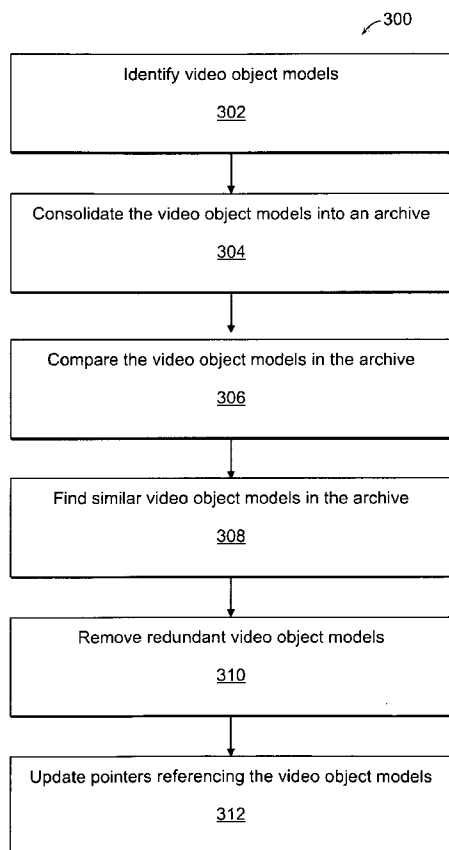 300
Identify video object models
302
Consolidate the video object models into an archive
304
Compare the video object models in the archive
306
Find similar video object models in the archive
308
Remove redundant video object models
310
Update pointers referencing the video object models
312